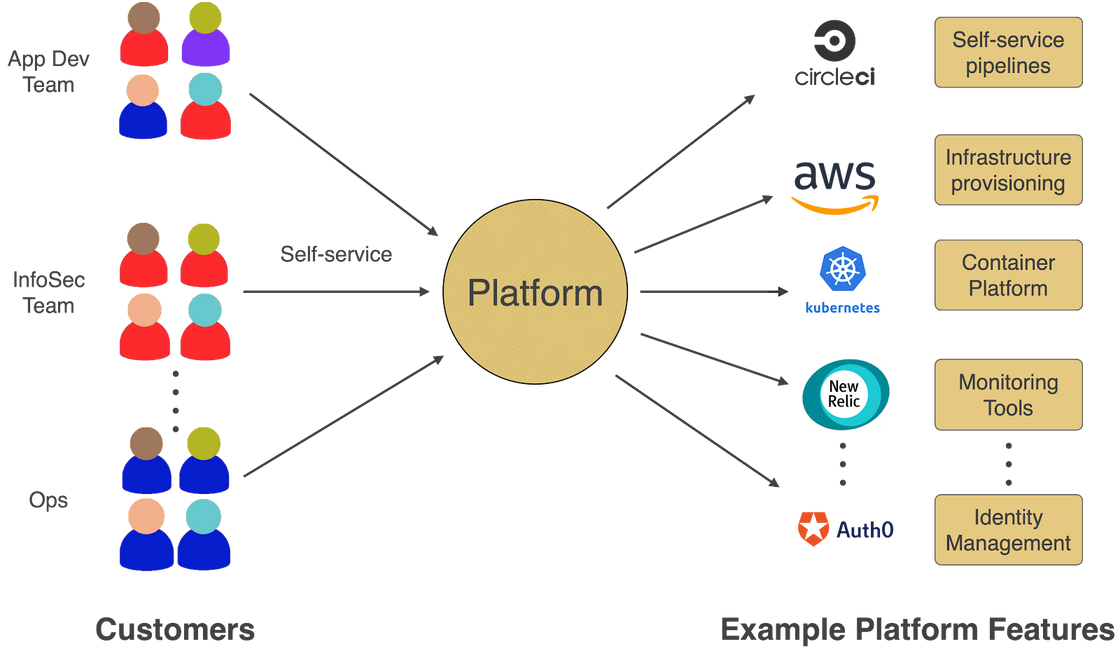 App Dev
Team
InfoSec
Team
Ops
Customers
Self-service
Platform
circleci
Self-service
pipelines
aws
Infrastructure
provisioning
kubernetes
Container
Platform
New
Relic
Monitoring
Tools
Auth0
Identity
Management
Example Platform Features